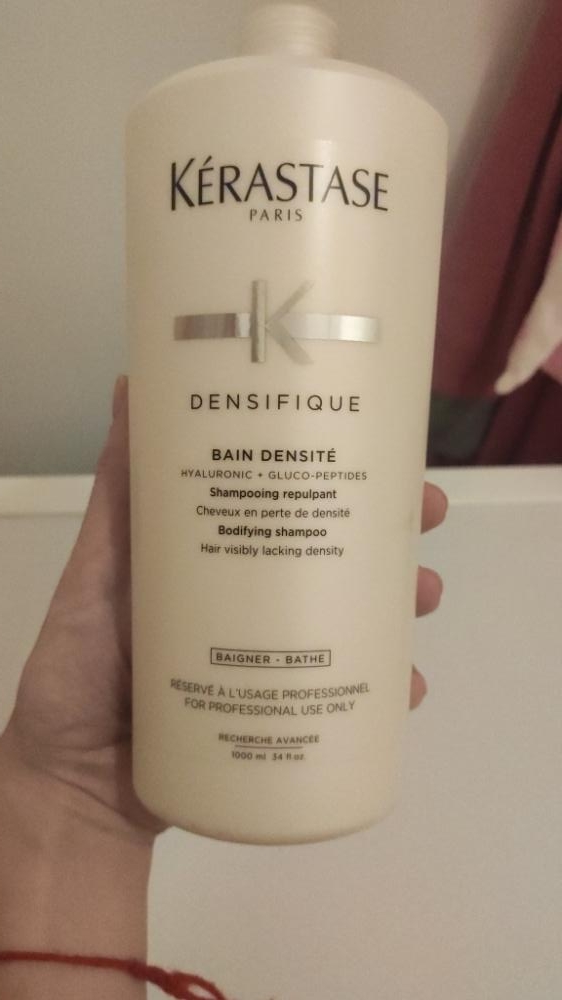 KÉRASTASE
PARIS
K
DENSIFIQUE
BAIN DENSITÉ
HYALURONIC + GLUCO-PEPTIDES
Shampooing repulpant
Cheveux en perte de densité
Bodifying shampoo
Hair visibly lacking density
BAIGNER - BATHE
RÉSERVÉ À L'USAGE PROFESSIONNEL
FOR PROFESSIONAL USE ONLY
RECHERCHE AVANCÉE
1000 ml 34 fl oz